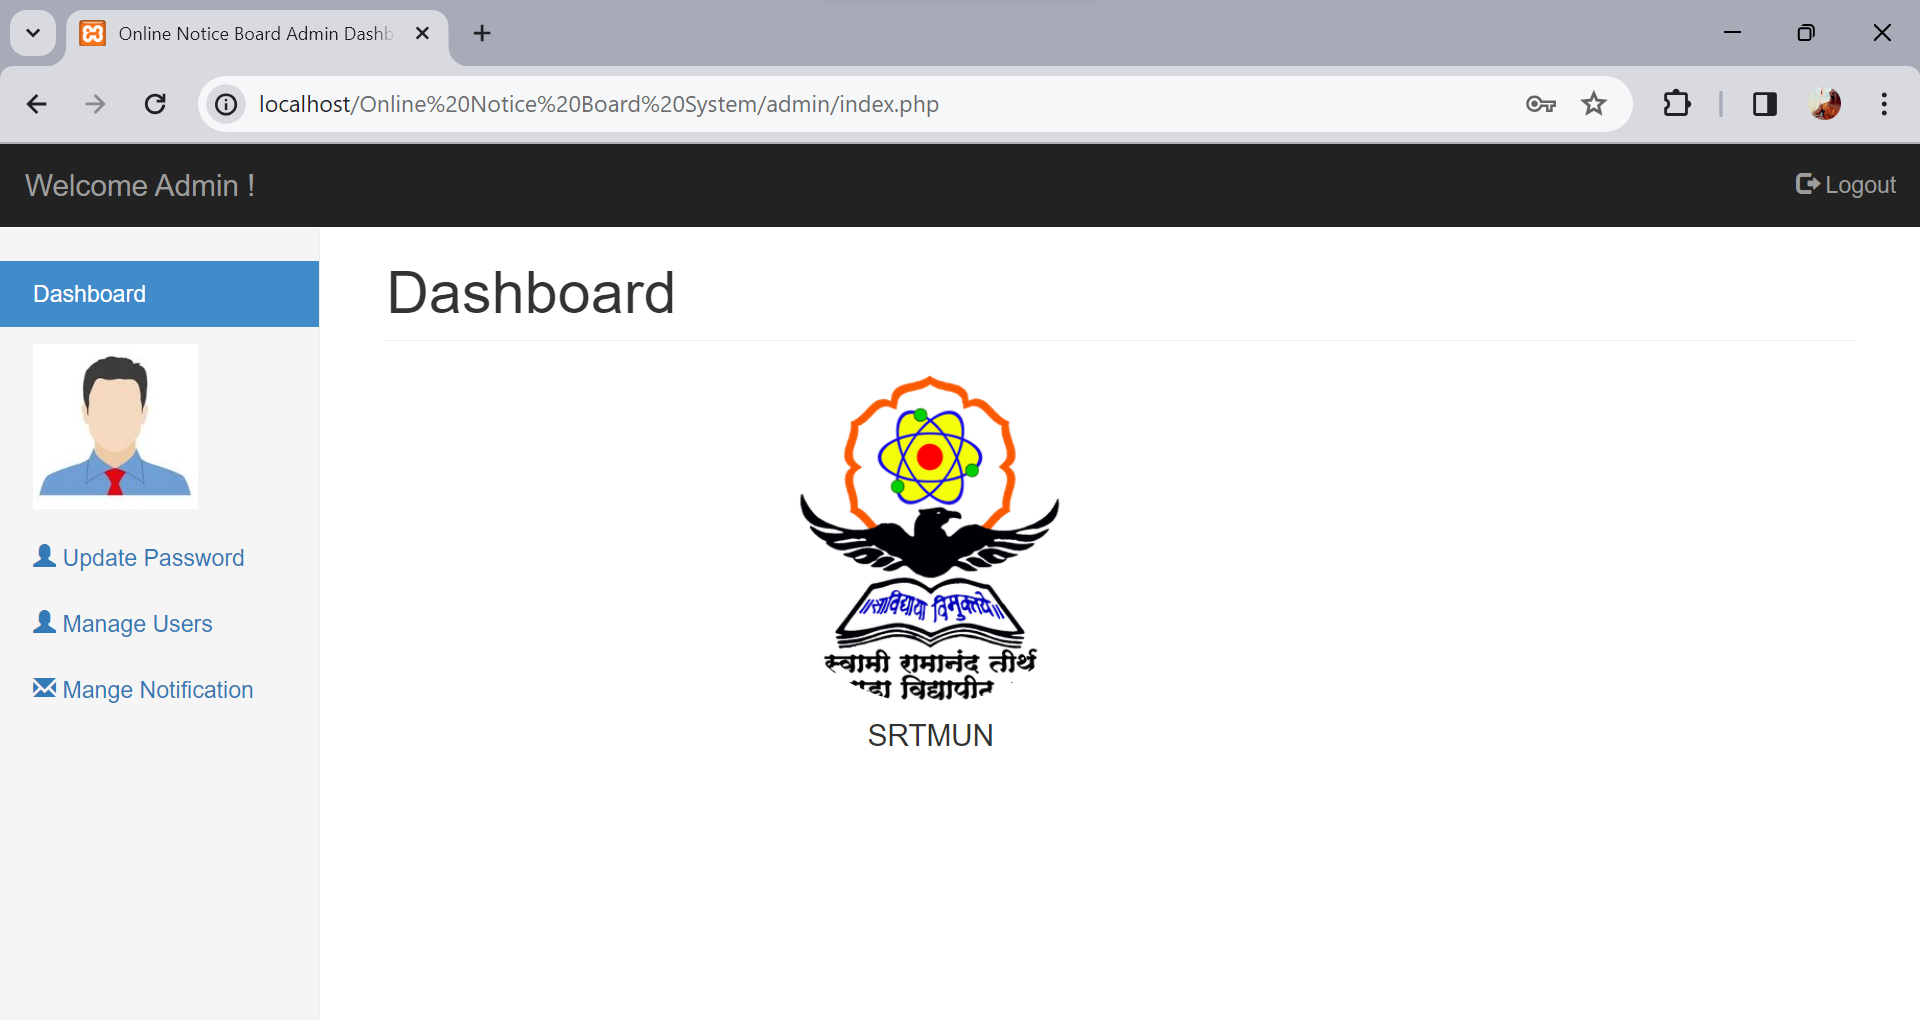 Online Notice Board Admin Dashb
localhost/Online%20Notice%20Board%20System/admin/index.php
Welcome Admin !
Logout
Dashboard
Dashboard
Update Password
Manage Users
Mange Notification
॥सा विद्या या विमुक्तये॥
स्वामी रामानंद तीर्थ
विद्यापीठ
SRTMUN